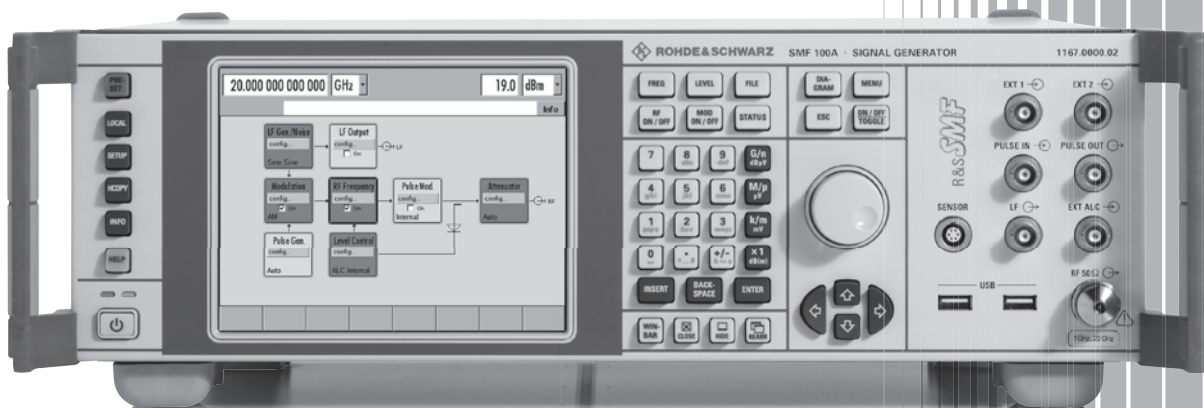 ROHDE&SCHWARZ SMF 100A · SIGNAL GENERATOR 1167.0000.02
PRE-
SET
LOCAL
SETUP
HCOPY
INFO
HELP
20.000 000 000 000 GHz 19.0 dBm
Info
LF Gen/Noise
config...
Sine Sine
LF Output
config...
On
LF
Modulation
config...
On
AM
RF Frequency
config...
On
Pulse Mod.
config...
On
Internal
Attenuator
config...
Auto
RF
Pulse Gen.
config...
Auto
Level Control
config...
ALC Internal
FREQ LEVEL FILE
RF
ON / OFF
MOD
ON / OFF
STATUS
DIA-
GRAM
MENU
ESC
ON / OFF
TOGGLE
7 8 9 G/n
dBµV
4 5 6 M/µ
µV
1 2 3 k/m
mV
0 . +/- x1
dB(m)
INSERT
BACK-
SPACE
ENTER
WIN-
BAR
CLOSE
HIDE
REARR
R&S SMF
EXT 1 EXT 2
PULSE IN PULSE OUT
SENSOR LF EXT ALC
USB
RF 50 Ω
1GHz...22GHz